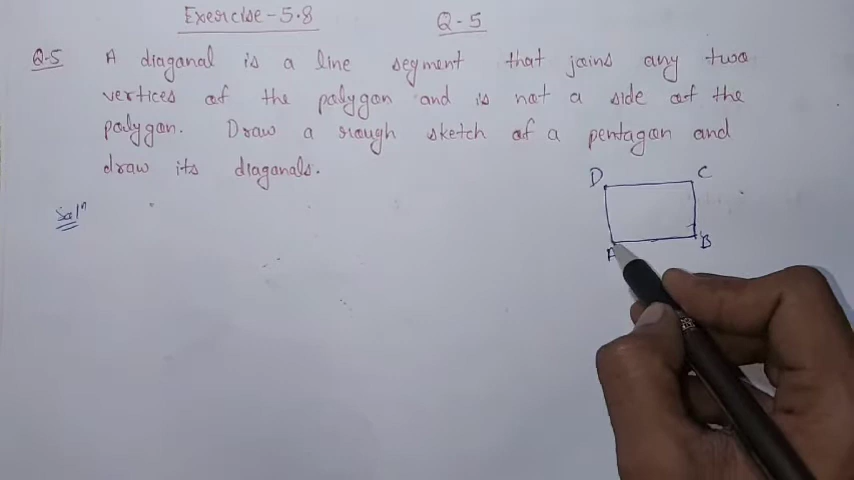 Exercise-5.8 Q-5
Q.5 A diagonal is a line segment that joins any two
vertices of the polygon and is not a side of the
polygon. Draw a rough sketch of a pentagon and
draw its diagonals.
D C
Solⁿ
A B